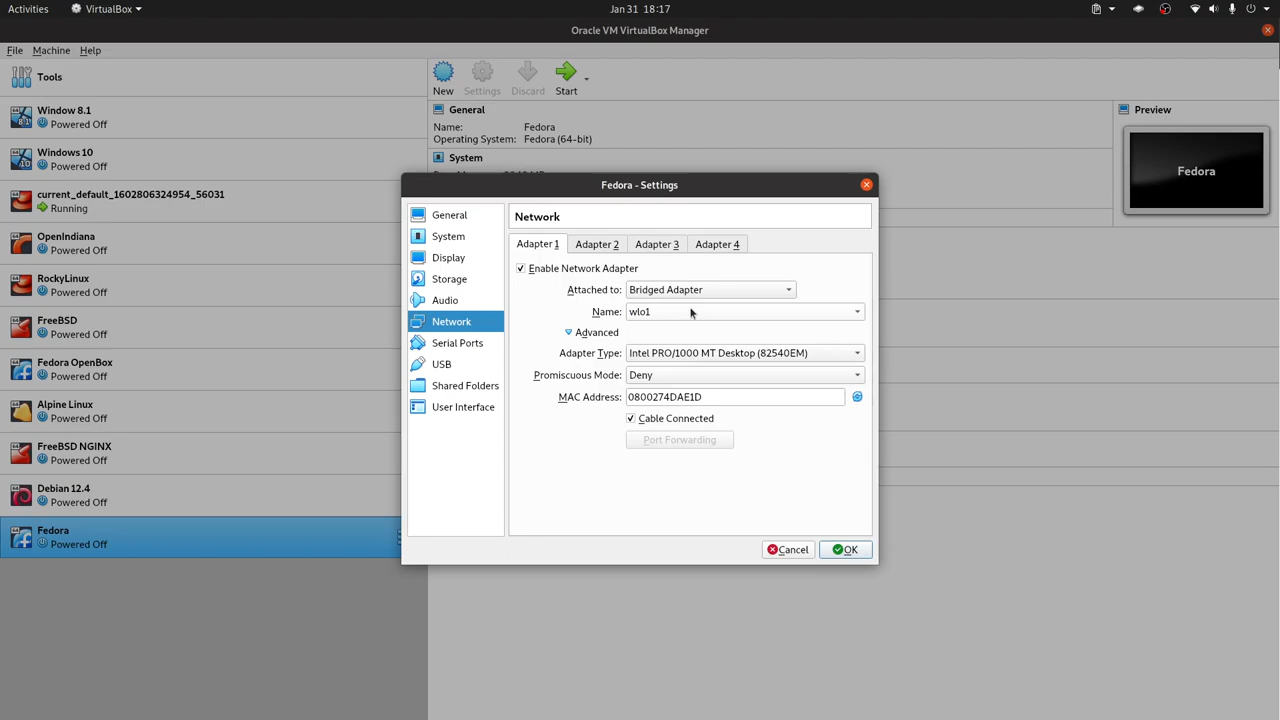 Activities VirtualBox Jan 31 18:17
Oracle VM VirtualBox Manager
File Machine Help
Tools
New Settings Discard Start
Window 8.1
Powered Off
Windows 10
Powered Off
current_default_1602806324954_56031
Running
OpenIndiana
Powered Off
RockyLinux
Powered Off
FreeBSD
Powered Off
Fedora OpenBox
Powered Off
Alpine Linux
Powered Off
FreeBSD NGINX
Powered Off
Debian 12.4
Powered Off
Fedora
Powered Off
General
Name: Fedora
Operating System: Fedora (64-bit)
System
Preview
Fedora
Fedora - Settings
General
System
Display
Storage
Audio
Network
Serial Ports
USB
Shared Folders
User Interface
Network
Adapter 1 Adapter 2 Adapter 3 Adapter 4
Enable Network Adapter
Attached to: Bridged Adapter
Name: wlo1
Advanced
Adapter Type: Intel PRO/1000 MT Desktop (82540EM)
Promiscuous Mode: Deny
MAC Address: 0800274DAE1D
Cable Connected
Port Forwarding
Cancel OK